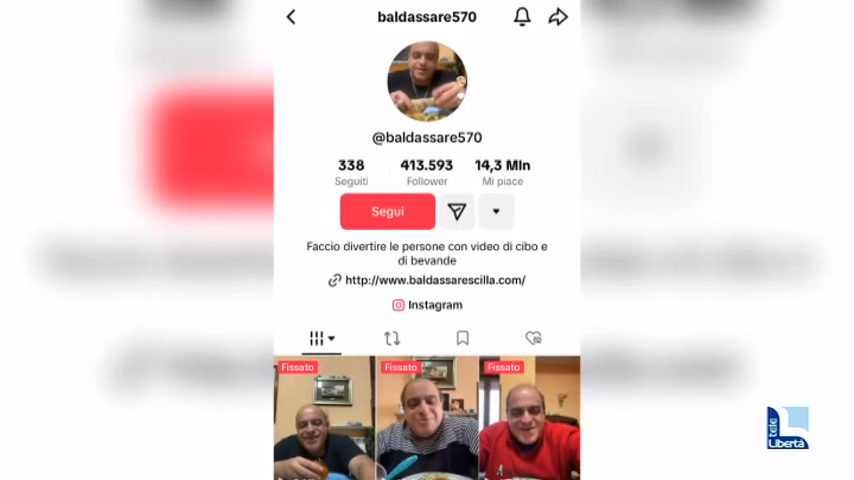 baldassare570
@baldassare570
338 413.593 14,3 Mln
Seguiti Follower Mi piace
Segui
Faccio divertire le persone con video di cibo e
di bevande
http://www.baldassarescilla.com/
Instagram
Fissato Fissato Fissato
tele
Libertà